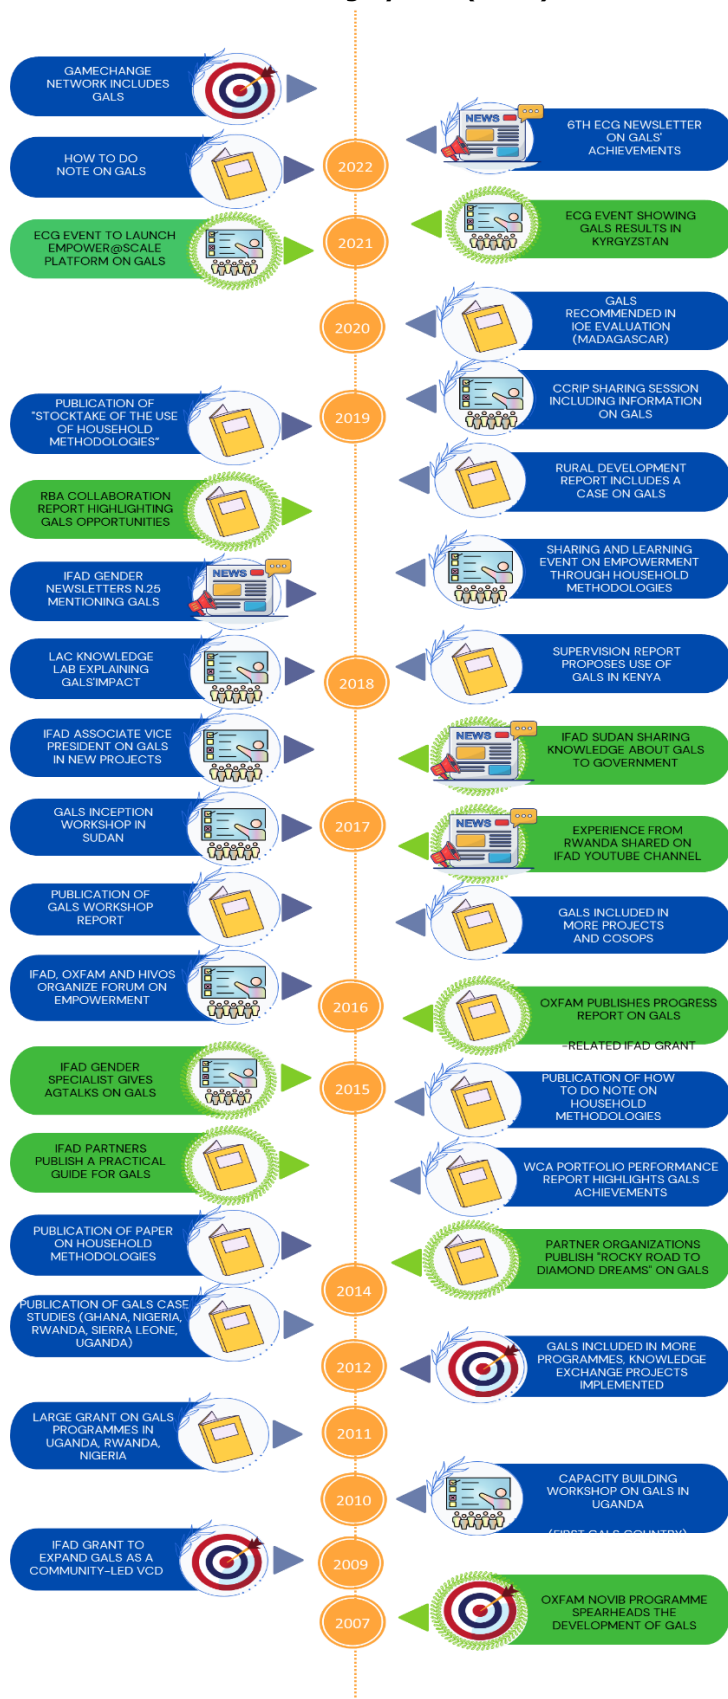 GAMECHANGE
NETWORK INCLUDES
GALS
NEWS
6TH ECG NEWSLETTER
ON GALS'
ACHIEVEMENTS
HOW TO DO
NOTE ON GALS
2022
ECG EVENT TO LAUNCH
EMPOWER@SCALE
PLATFORM ON GALS
2021
ECG EVENT SHOWING
GALS RESULTS IN
KYRGYZSTAN
2020
GALS
RECOMMENDED IN
IOE EVALUATION
(MADAGASCAR)
PUBLICATION OF
"STOCKTAKE OF THE USE
OF HOUSEHOLD
METHODOLOGIES"
2019
CCRIP SHARING SESSION
INCLUDING INFORMATION
ON GALS
RURAL DEVELOPMENT
REPORT INCLUDES A
CASE ON GALS
RBA COLLABORATION
REPORT HIGHLIGHTING
GALS OPPORTUNITIES
IFAD GENDER
NEWSLETTERS N.25
MENTIONING GALS
NEWS
SHARING AND LEARNING
EVENT ON EMPOWERMENT
THROUGH HOUSEHOLD
METHODOLOGIES
LAC KNOWLEDGE
LAB EXPLAINING
GALS'IMPACT
2018
SUPERVISION REPORT
PROPOSES USE OF
GALS IN KENYA
IFAD ASSOCIATE VICE
PRESIDENT ON GALS
IN NEW PROJECTS
NEWS
IFAD SUDAN SHARING
KNOWLEDGE ABOUT GALS
TO GOVERNMENT
GALS INCEPTION
WORKSHOP IN
SUDAN
2017
NEWS
EXPERIENCE FROM
RWANDA SHARED ON
IFAD YOUTUBE CHANNEL
PUBLICATION OF
GALS WORKSHOP
REPORT
GALS INCLUDED IN
MORE PROJECTS
AND COSOPS
IFAD, OXFAM AND HIVOS
ORGANIZE FORUM ON
EMPOWERMENT
2016
OXFAM PUBLISHES PROGRESS
REPORT ON GALS
-RELATED IFAD GRANT
IFAD GENDER
SPECIALIST GIVES
AGTALKS ON GALS
2015
PUBLICATION OF HOW
TO DO NOTE ON
HOUSEHOLD
METHODOLOGIES
IFAD PARTNERS
PUBLISH A PRACTICAL
GUIDE FOR GALS
WCA PORTFOLIO PERFORMANCE
REPORT HIGHLIGHTS GALS
ACHIEVEMENTS
PUBLICATION OF PAPER
ON HOUSEHOLD
METHODOLOGIES
PARTNER ORGANIZATIONS
PUBLISH "ROCKY ROAD TO
DIAMOND DREAMS" ON GALS
2014
PUBLICATION OF GALS CASE
STUDIES (GHANA, NIGERIA,
RWANDA, SIERRA LEONE,
UGANDA)
2012
GALS INCLUDED IN MORE
PROGRAMMES, KNOWLEDGE
EXCHANGE PROJECTS
IMPLEMENTED
LARGE GRANT ON GALS
PROGRAMMES IN
UGANDA, RWANDA,
NIGERIA
2011
2010
CAPACITY BUILDING
WORKSHOP ON GALS IN
UGANDA
(FIRST GALS COUNTRY)
IFAD GRANT TO
EXPAND GALS AS A
COMMUNITY-LED VCD
2009
2007
OXFAM NOVIB PROGRAMME
SPEARHEADS THE
DEVELOPMENT OF GALS